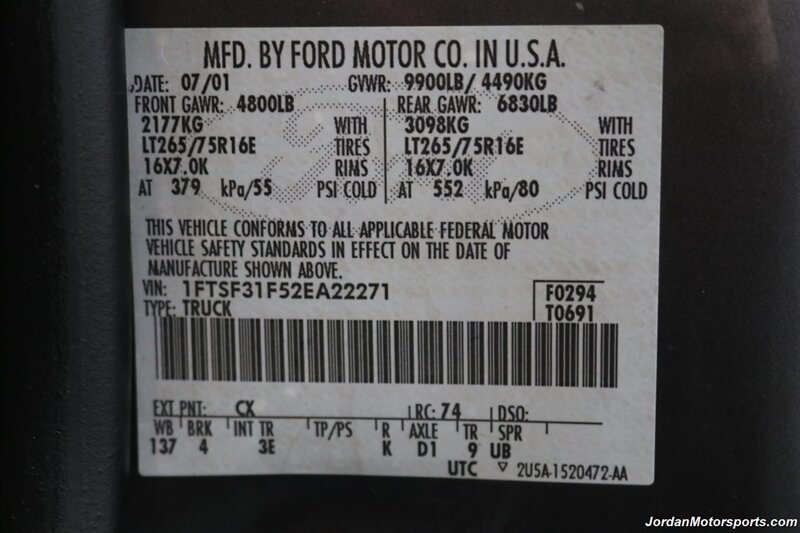 MFD. BY FORD MOTOR CO. IN U.S.A.
DATE: 07/01 GVWR: 9900LB/ 4490KG
FRONT GAWR: 4800LB REAR GAWR: 6830LB
2177KG WITH 3098KG WITH
LT265/75R16E TIRES LT265/75R16E TIRES
16X7.0K RIMS 16X7.0K RIMS
AT 379 kPa/55 PSI COLD AT 552 kPa/80 PSI COLD
THIS VEHICLE CONFORMS TO ALL APPLICABLE FEDERAL MOTOR
VEHICLE SAFETY STANDARDS IN EFFECT ON THE DATE OF
MANUFACTURE SHOWN ABOVE.
VIN: 1FTSF31F52EA22271 F0294
TYPE: TRUCK T0691
EXT PNT: CX RC: 74 DSO:
WB BRK INT TR TP/PS R AXLE TR SPR
137 4 3E K D1 9 UB
UTC ▽ 2U5A-1520472-AA
JordanMotorsports.com